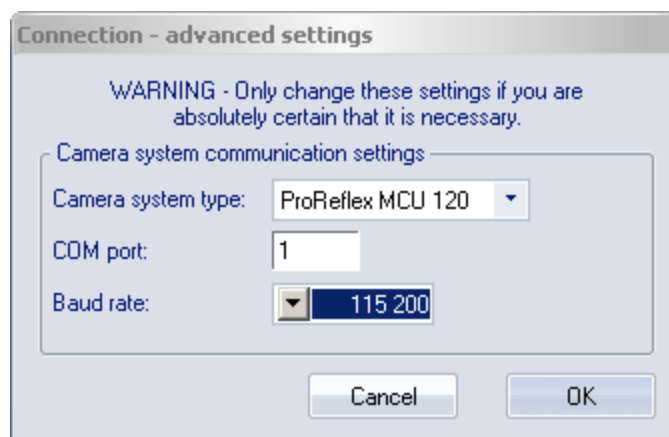 Connection - advanced settings
WARNING - Only change these settings if you are
absolutely certain that it is necessary.
Camera system communication settings
Camera system type: ProReflex MCU 120
COM port: 1
Baud rate: 115 200
Cancel OK